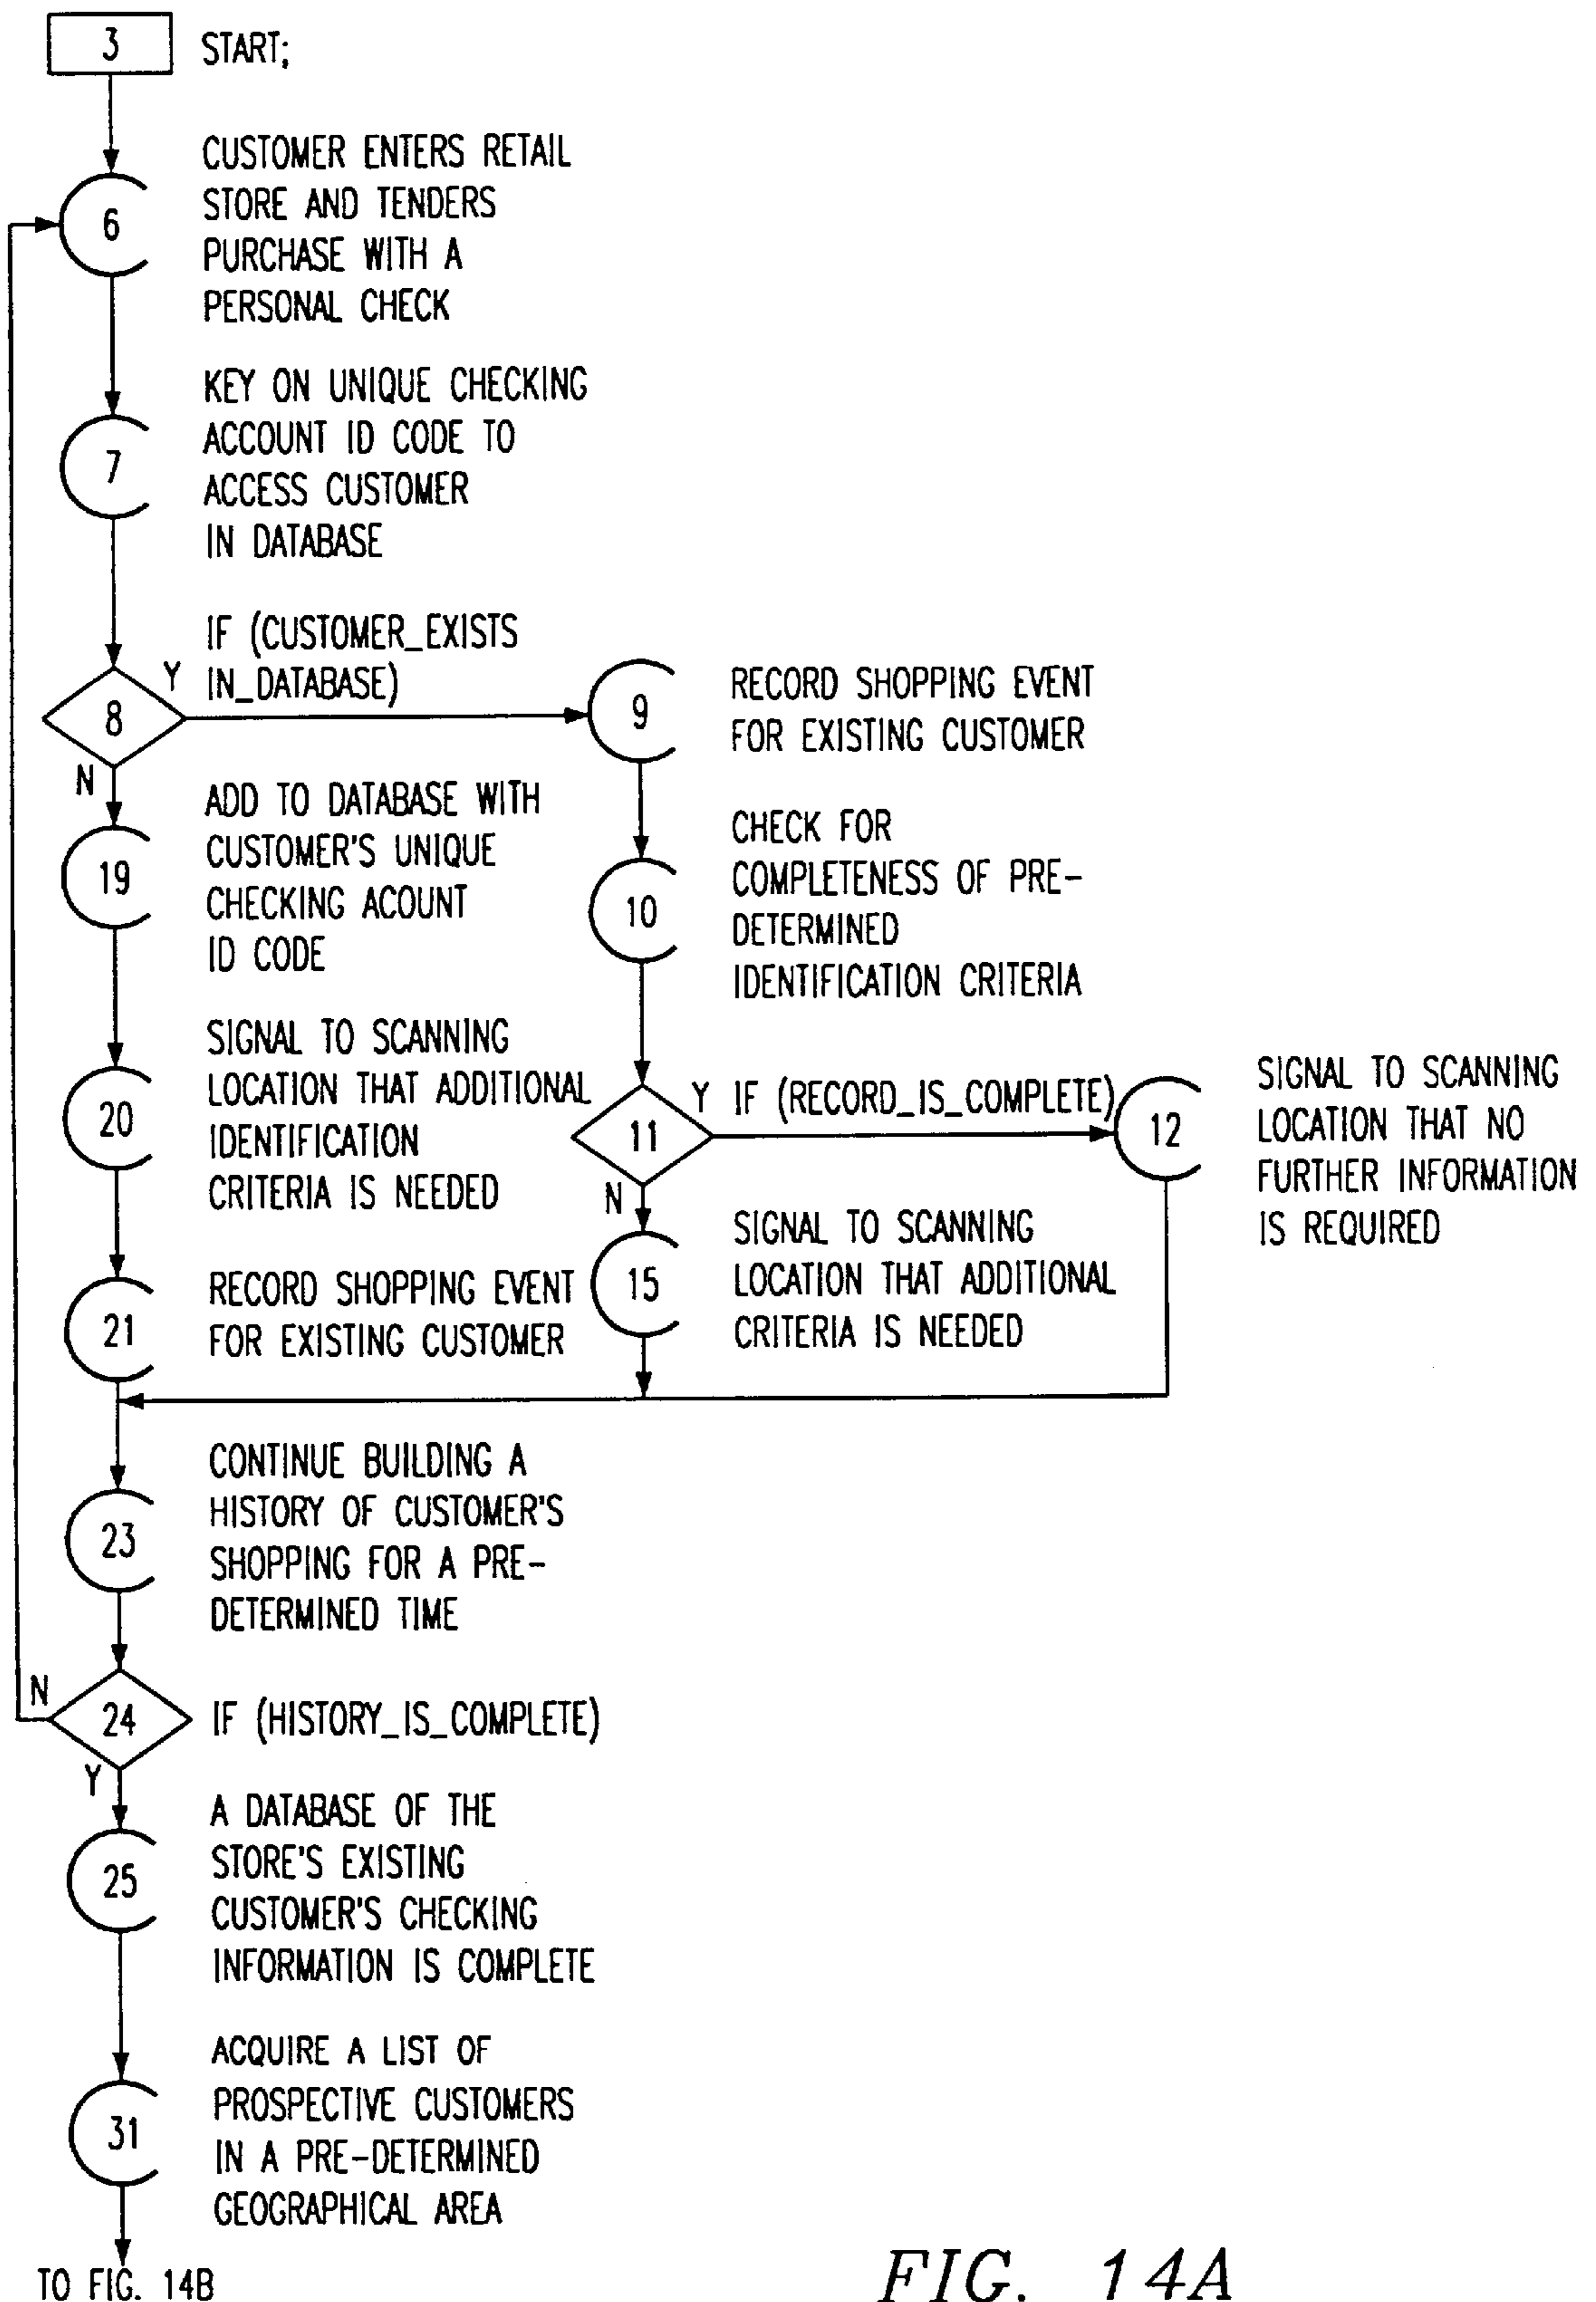 3
START;
6
CUSTOMER ENTERS RETAIL
STORE AND TENDERS
PURCHASE WITH A
PERSONAL CHECK
7
KEY ON UNIQUE CHECKING
ACCOUNT ID CODE TO
ACCESS CUSTOMER
IN DATABASE
8
Y
IF (CUSTOMER_EXISTS
IN_DATABASE)
N
9
RECORD SHOPPING EVENT
FOR EXISTING CUSTOMER
19
ADD TO DATABASE WITH
CUSTOMER'S UNIQUE
CHECKING ACOUNT
ID CODE
10
CHECK FOR
COMPLETENESS OF PRE-
DETERMINED
IDENTIFICATION CRITERIA
20
SIGNAL TO SCANNING
LOCATION THAT ADDITIONAL
IDENTIFICATION
CRITERIA IS NEEDED
11
Y
IF (RECORD_IS_COMPLETE)
N
12
SIGNAL TO SCANNING
LOCATION THAT NO
FURTHER INFORMATION
IS REQUIRED
21
RECORD SHOPPING EVENT
FOR EXISTING CUSTOMER
15
SIGNAL TO SCANNING
LOCATION THAT ADDITIONAL
CRITERIA IS NEEDED
23
CONTINUE BUILDING A
HISTORY OF CUSTOMER'S
SHOPPING FOR A PRE-
DETERMINED TIME
N
24
IF (HISTORY_IS_COMPLETE)
Y
25
A DATABASE OF THE
STORE'S EXISTING
CUSTOMER'S CHECKING
INFORMATION IS COMPLETE
31
ACQUIRE A LIST OF
PROSPECTIVE CUSTOMERS
IN A PRE-DETERMINED
GEOGRAPHICAL AREA
TO FIG. 14B
FIG. 14A